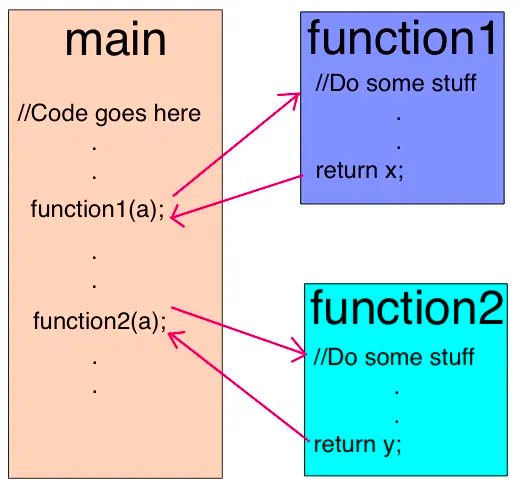 main
//Code goes here
.
.
function1(a);
.
.
function2(a);
.
.
function1
//Do some stuff
.
.
return x;
function2
//Do some stuff
.
.
return y;